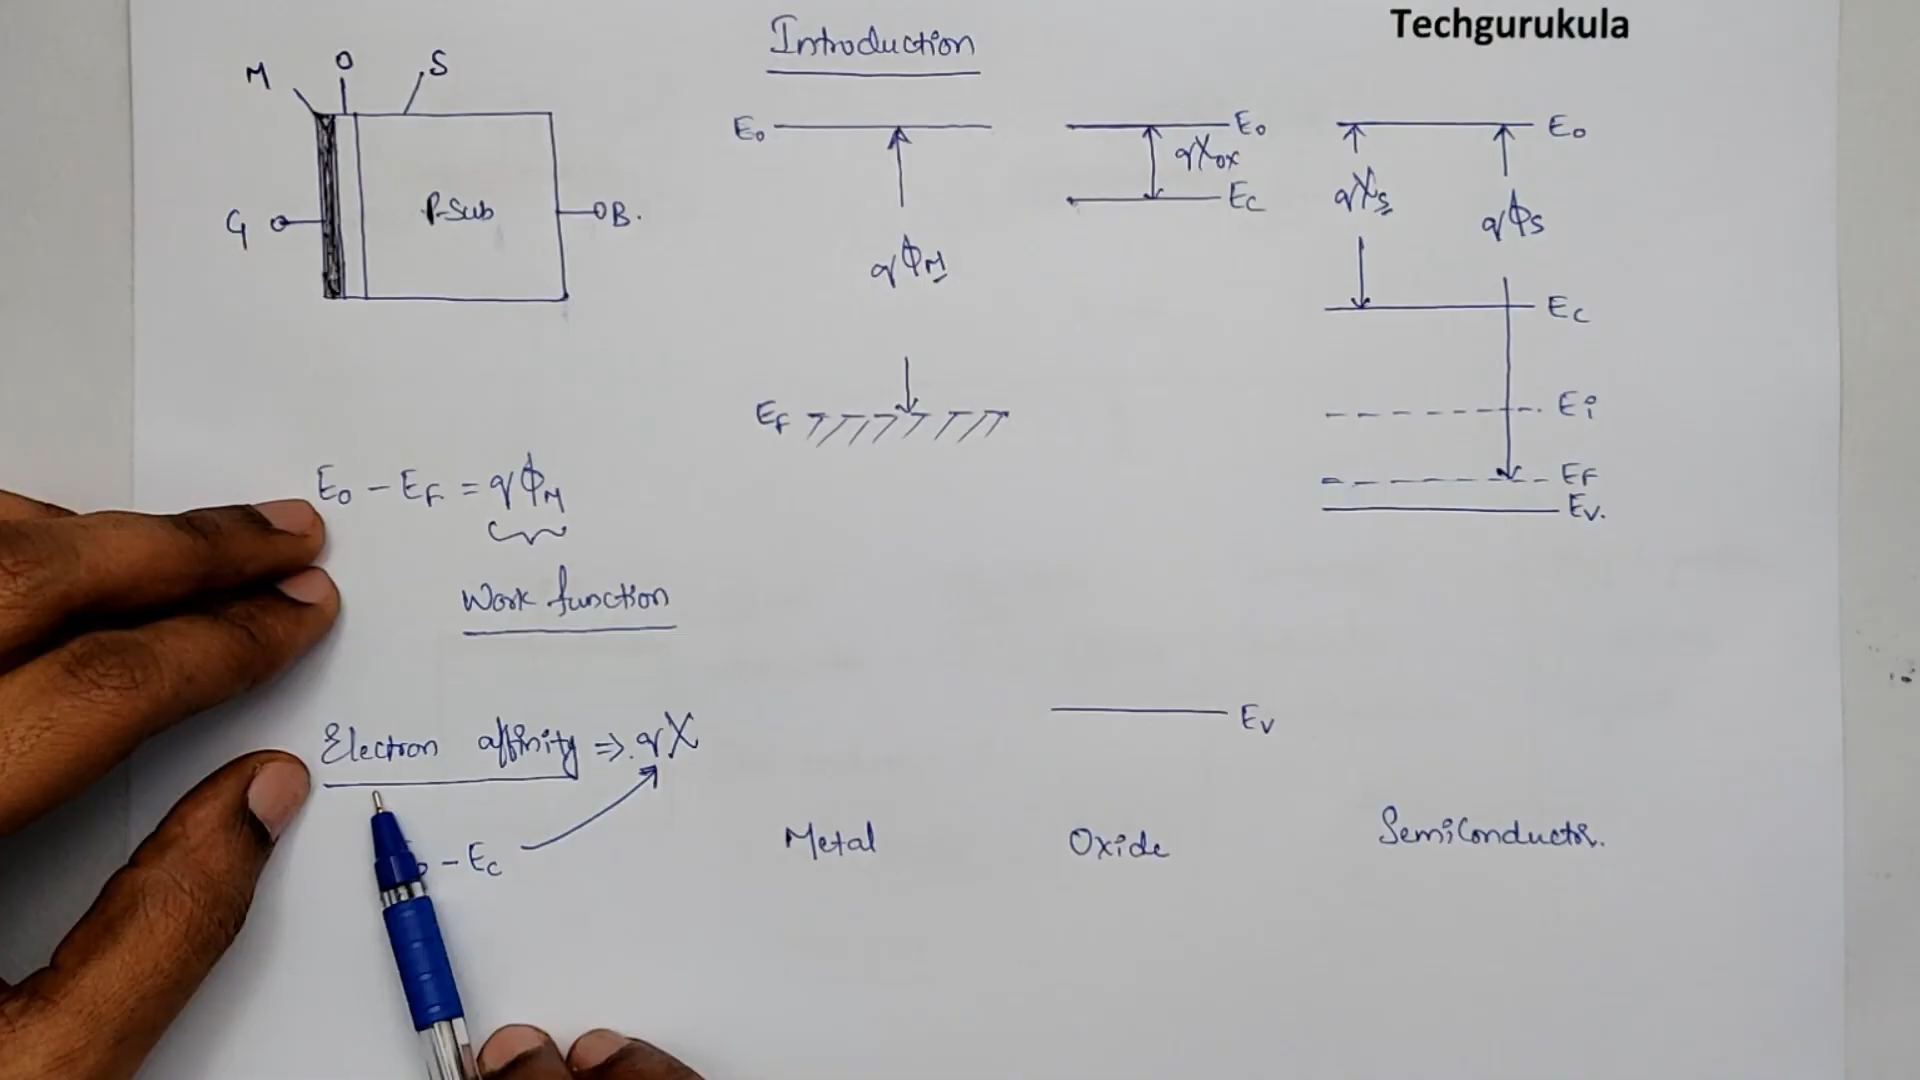 Techgurukula
Introduction
M O S
G P-Sub B.
E₀ qΦM EF
E₀ qχox EC
EV
E₀ qχs qΦs EC Ei EF EV.
E₀ - EF = qΦM
Work function
Electron affinity ⇒ qχ
- EC
Metal Oxide Semiconductor.